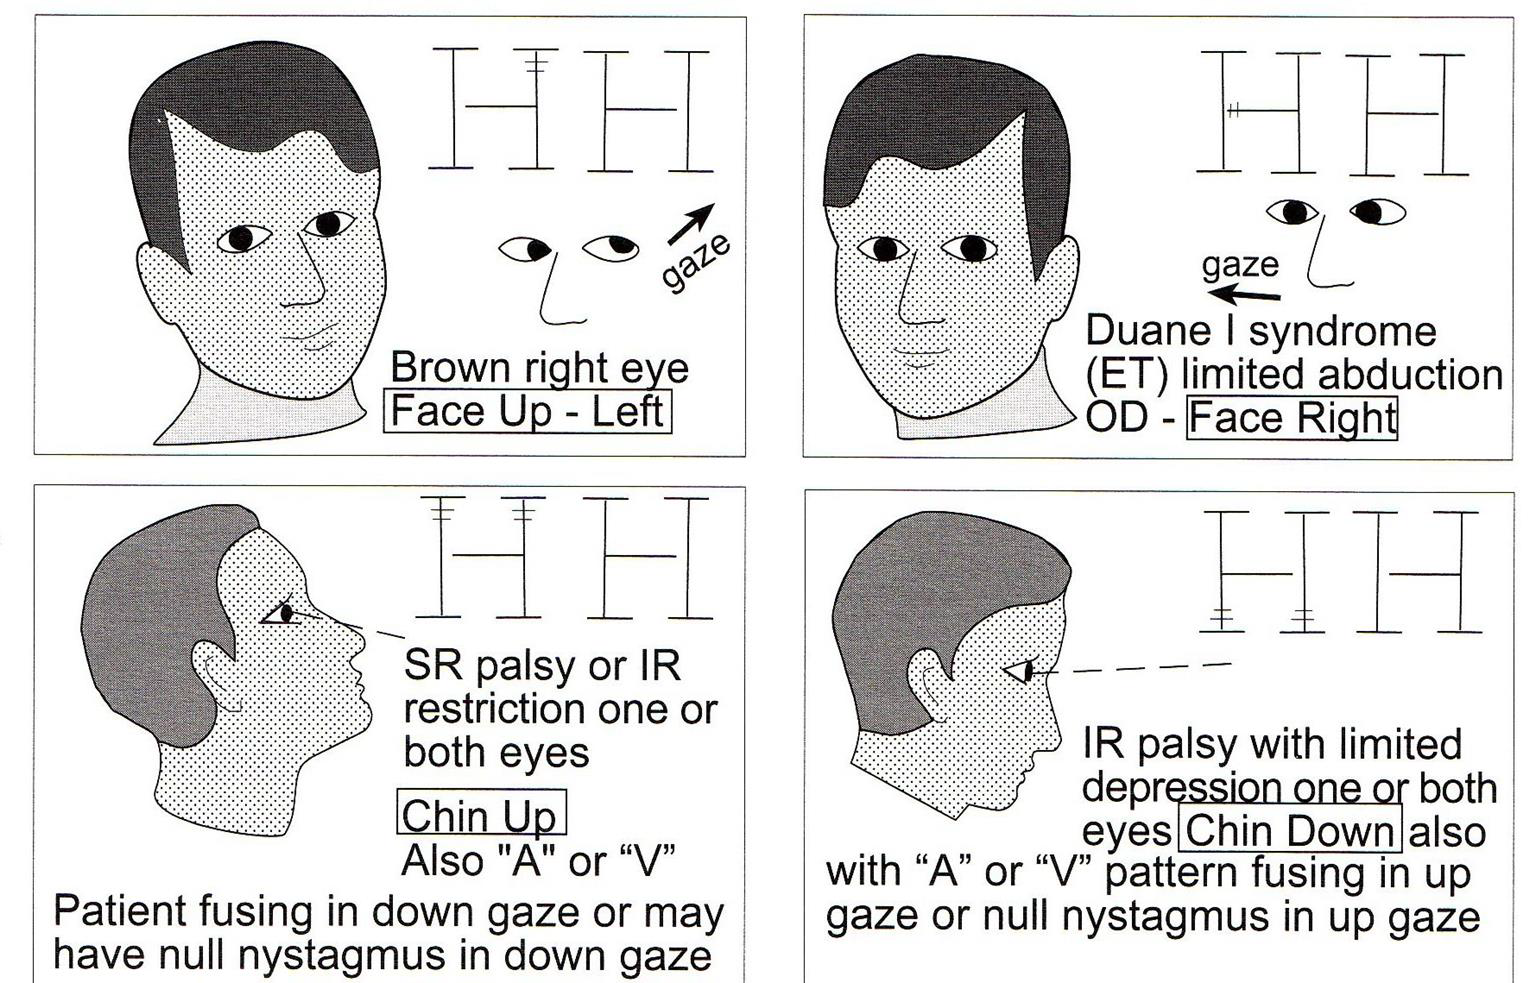 gaze
Brown right eye
Face Up - Left
gaze
Duane I syndrome
(ET) limited abduction
OD - Face Right
SR palsy or IR
restriction one or
both eyes
Chin Up
Also "A" or “V”
Patient fusing in down gaze or may
have null nystagmus in down gaze
IR palsy with limited
depression one or both
eyes Chin Down also
with “A” or “V” pattern fusing in up
gaze or null nystagmus in up gaze